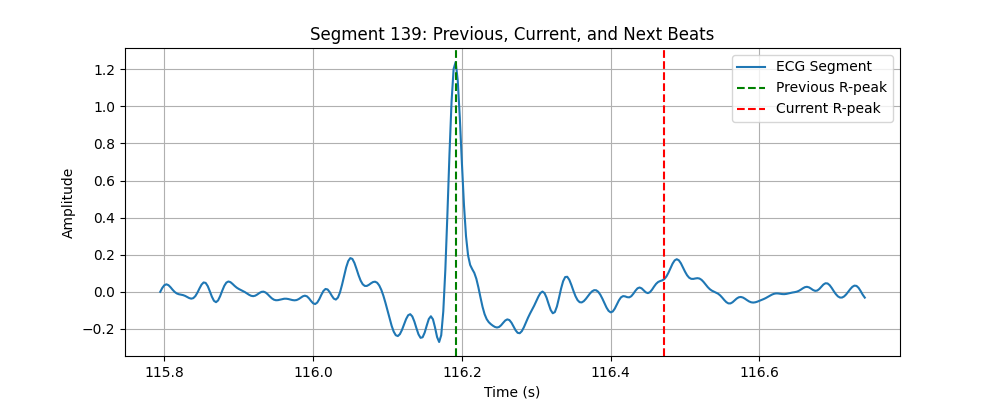 Segment 139: Previous, Current, and Next Beats
ECG Segment
Previous R-peak
Current R-peak
Amplitude
1.2
1.0
0.8
0.6
0.4
0.2
0.0
−0.2
115.8 116.0 116.2 116.4 116.6
Time (s)